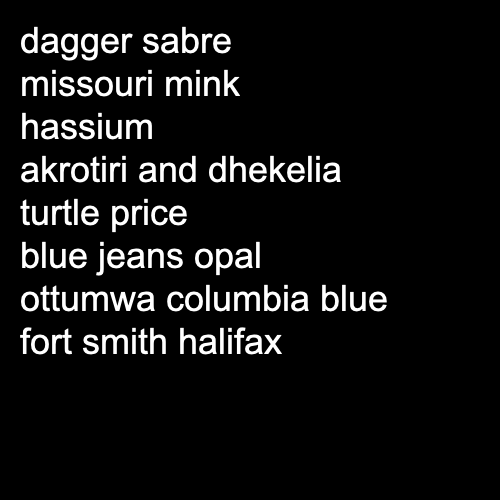 dagger sabre
missouri mink
hassium
akrotiri and dhekelia
turtle price
blue jeans opal
ottumwa columbia blue
fort smith halifax